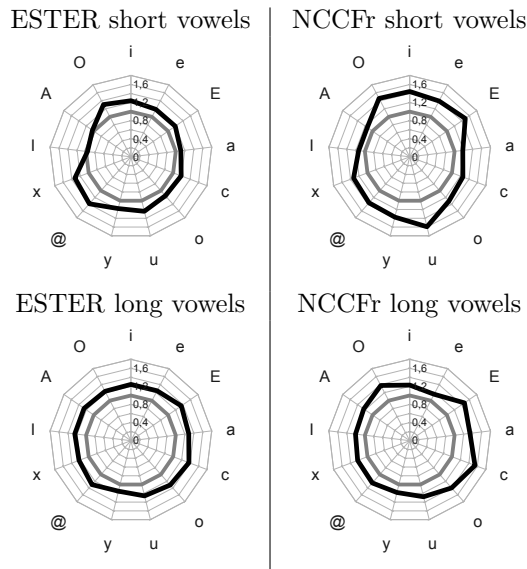 ESTER short vowels
i
e
E
a
c
o
u
y
@
x
I
A
O
1,6
1,2
0,8
0,4
0
NCCFr short vowels
i
e
E
a
c
o
u
y
@
x
I
A
O
1,6
1,2
0,8
0,4
0
ESTER long vowels
i
e
E
a
c
o
u
y
@
x
I
A
O
1,6
1,2
0,8
0,4
0
NCCFr long vowels
i
e
E
a
c
o
u
y
@
x
I
A
O
1,6
1,2
0,8
0,4
0